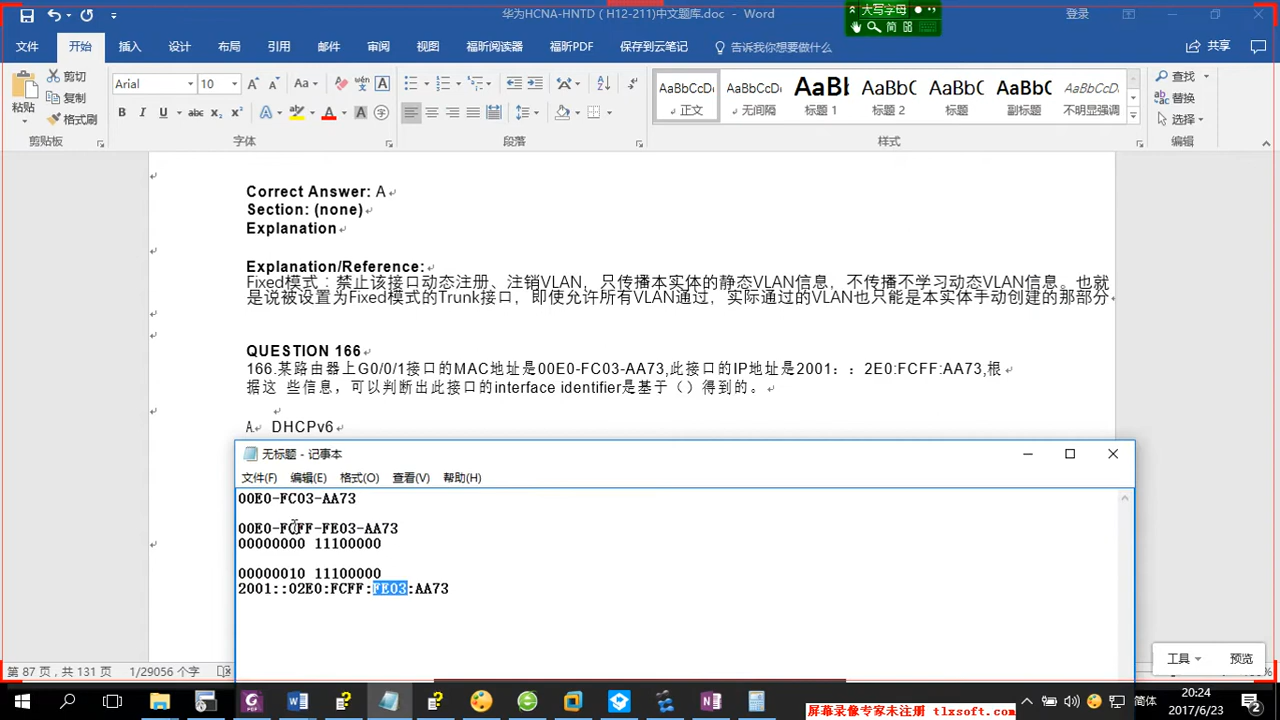 华为HCNA-HNTD ( H12-211)中文题库.doc - Word
大写字母
简
登录
文件 开始 插入 设计 布局 引用 邮件 审阅 视图 福昕阅读器 福昕PDF 保存到云笔记 告诉我你想要做什么 共享
粘贴
剪切
复制
格式刷
Arial 10
AaBbCcDi AaBbCcDi AaBbC AaBbC AaBbC AaBbC AaBbCcDi
正文 无间隔 标题 1 标题 2 标题 副标题 不明显强调
查找
替换
选择
剪贴板 字体 段落 样式 编辑
Correct Answer: A
Section: (none)
Explanation
Explanation/Reference:
Fixed模式：禁止该接口动态注册、注销VLAN，只传播本实体的静态VLAN信息，不传播不学习动态VLAN信息。也就
是说被设置为Fixed模式的Trunk接口，即使允许所有VLAN通过，实际通过的VLAN也只能是本实体手动创建的那部分
QUESTION 166
166.某路由器上G0/0/1接口的MAC地址是00E0-FC03-AA73,此接口的IP地址是2001：：2E0:FCFF:AA73,根
据这 些信息，可以判断出此接口的interface identifier是基于（）得到的。
A. DHCPv6
无标题 - 记事本
文件(F) 编辑(E) 格式(O) 查看(V) 帮助(H)
00E0-FC03-AA73
00E0-FCFF-FE03-AA73
00000000 11100000
00000010 11100000
2001::02E0:FCFF:FE03:AA73
工具 预览
第 87 页，共 131 页 1/29056 个字
简体
20:24
2017/6/23
屏幕录像专家未注册 tlxsoft.com